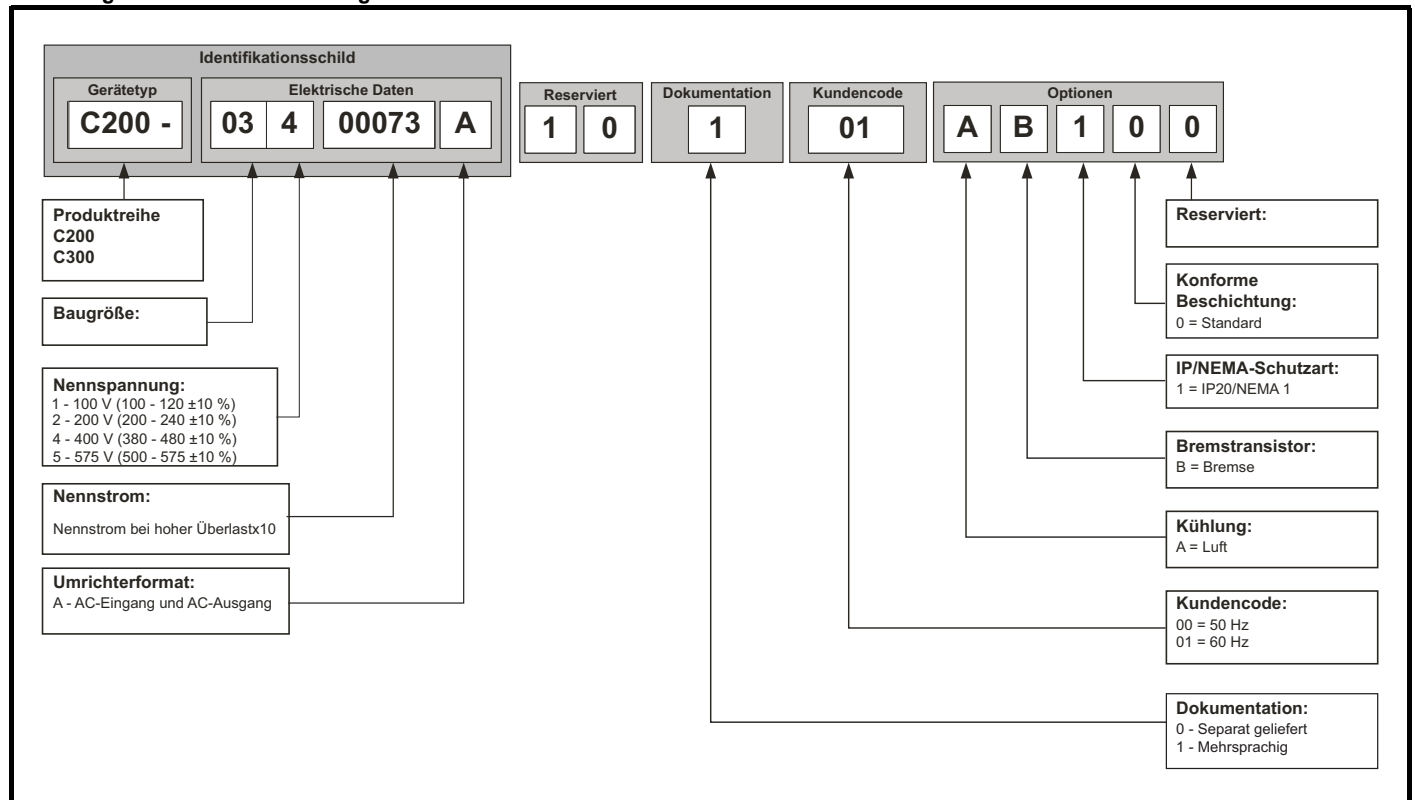 Identifikationsschild
Gerätetyp
Elektrische Daten
Reserviert
Dokumentation
Kundencode
Optionen
C200 -
03 4 00073 A
1 0
1
01
A B 1 0 0
Produktreihe
C200
C300
Baugröße:
Nennspannung:
1 - 100 V (100 - 120 ±10 %)
2 - 200 V (200 - 240 ±10 %)
4 - 400 V (380 - 480 ±10 %)
5 - 575 V (500 - 575 ±10 %)
Nennstrom:
Nennstrom bei hoher Überlastx10
Umrichterformat:
A - AC-Eingang und AC-Ausgang
Reserviert:
Konforme
Beschichtung:
0 = Standard
IP/NEMA-Schutzart:
1 = IP20/NEMA 1
Bremstransistor:
B = Bremse
Kühlung:
A = Luft
Kundencode:
00 = 50 Hz
01 = 60 Hz
Dokumentation:
0 - Separat geliefert
1 - Mehrsprachig